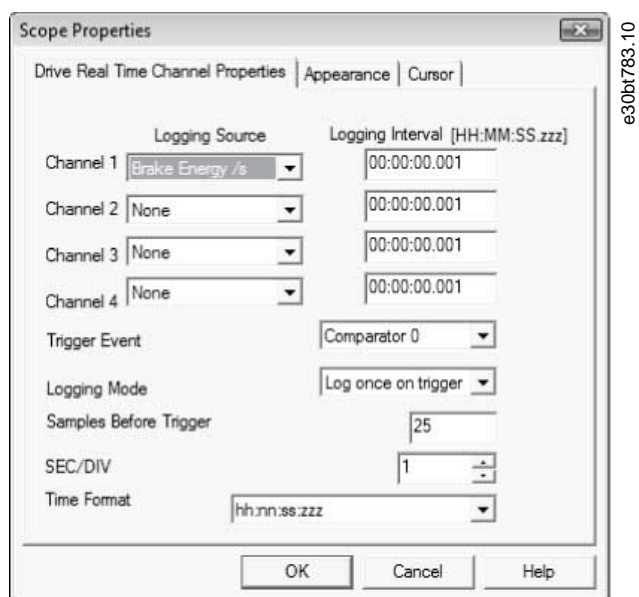 Scope Properties
Drive Real Time Channel Properties Appearance Cursor
Logging Source Logging Interval [HH:MM:SS.zzz]
Channel 1 Brake Energy /s 00:00:00.001
Channel 2 None 00:00:00.001
Channel 3 None 00:00:00.001
Channel 4 None 00:00:00.001
Trigger Event Comparator 0
Logging Mode Log once on trigger
Samples Before Trigger 25
SEC/DIV 1
Time Format hh:nn:ss:zzz
OK Cancel Help
e30bt783.10